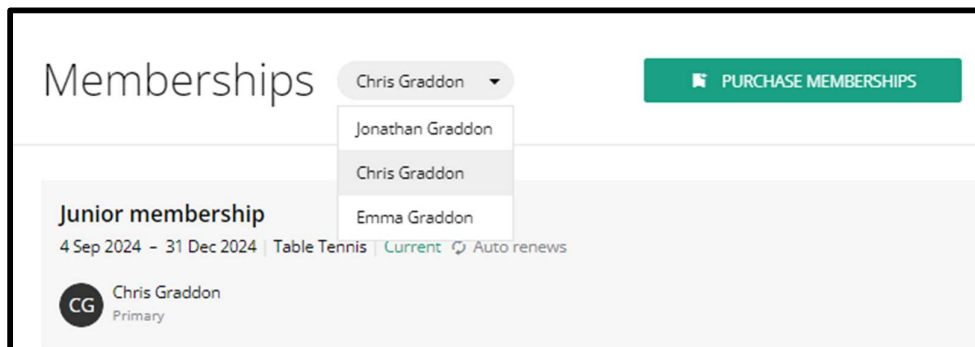 Memberships
Chris Graddon
PURCHASE MEMBERSHIPS
Jonathan Graddon
Chris Graddon
Emma Graddon
Junior membership
4 Sep 2024 – 31 Dec 2024 | Table Tennis | Current Auto renews
CG
Chris Graddon
Primary